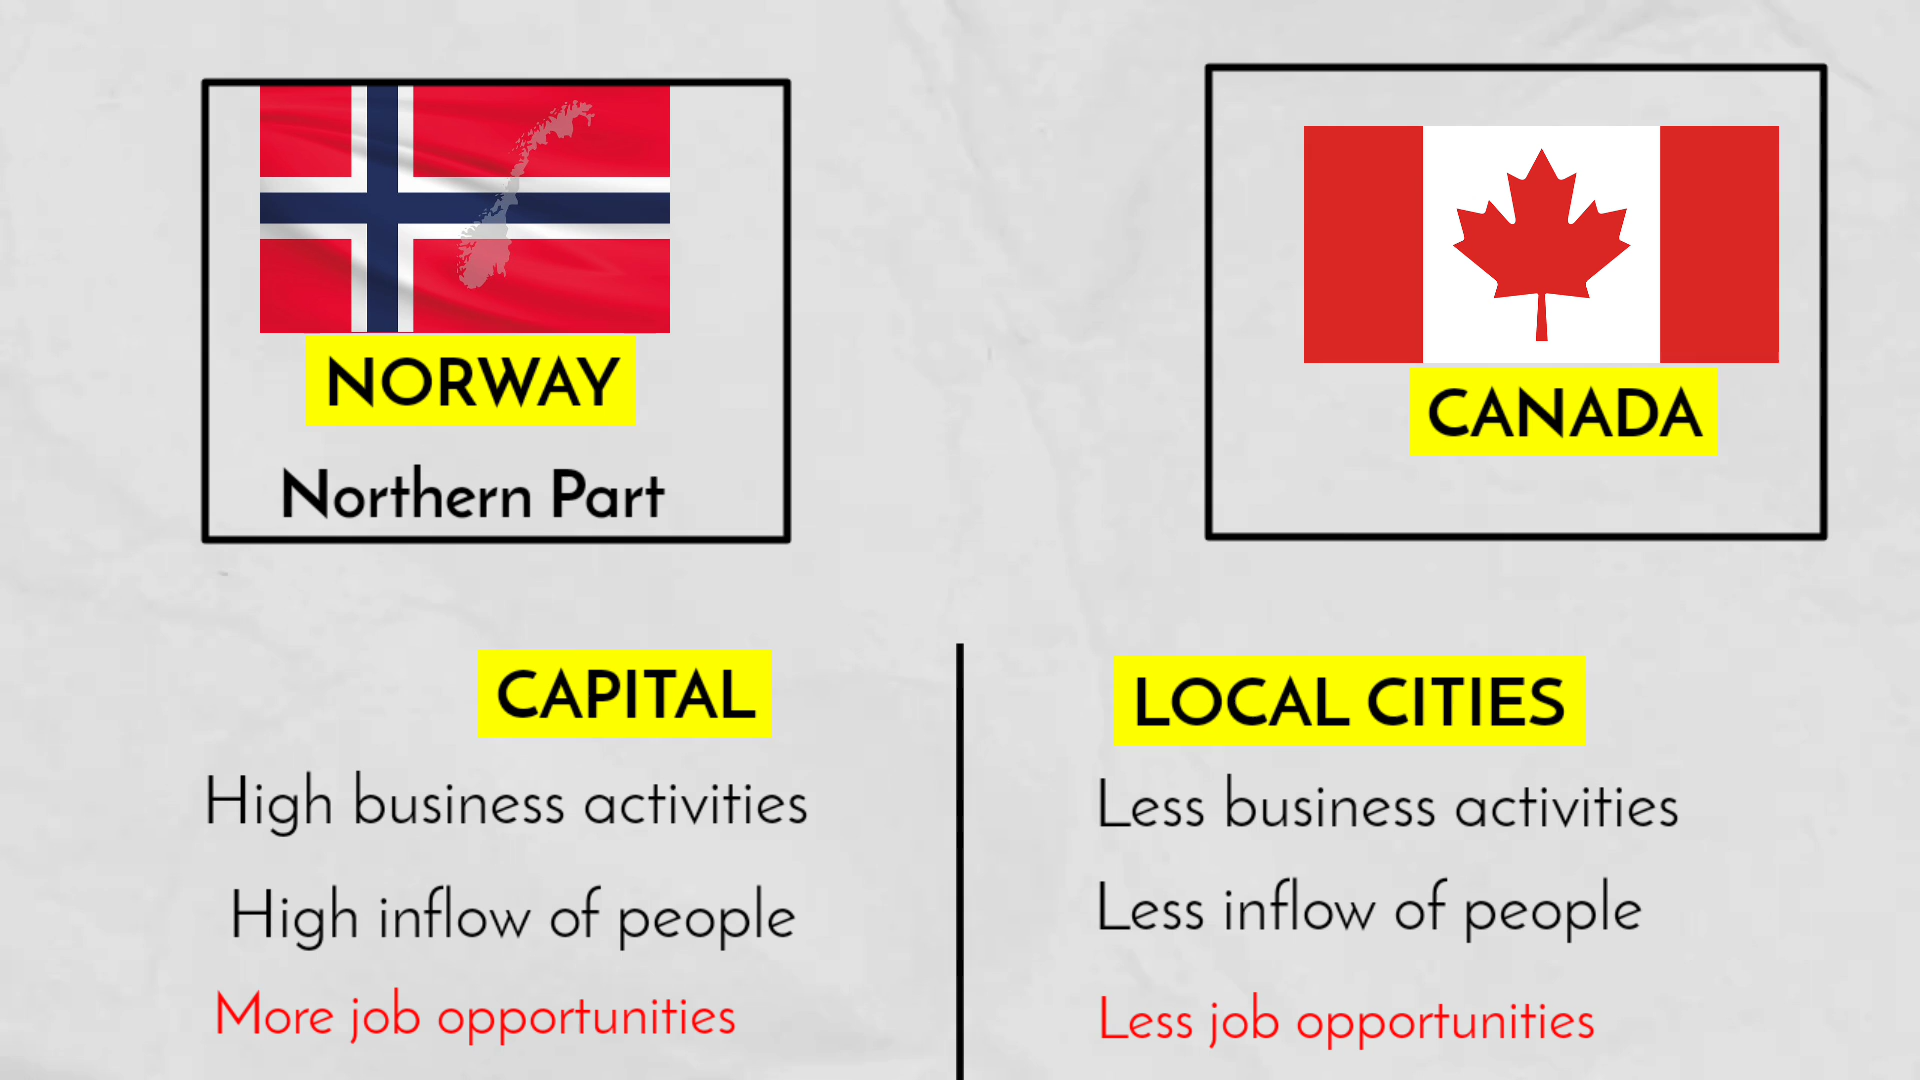 NORWAY
Northern Part
CANADA
CAPITAL
High business activities
High inflow of people
More job opportunities
LOCAL CITIES
Less business activities
Less inflow of people
Less job opportunities